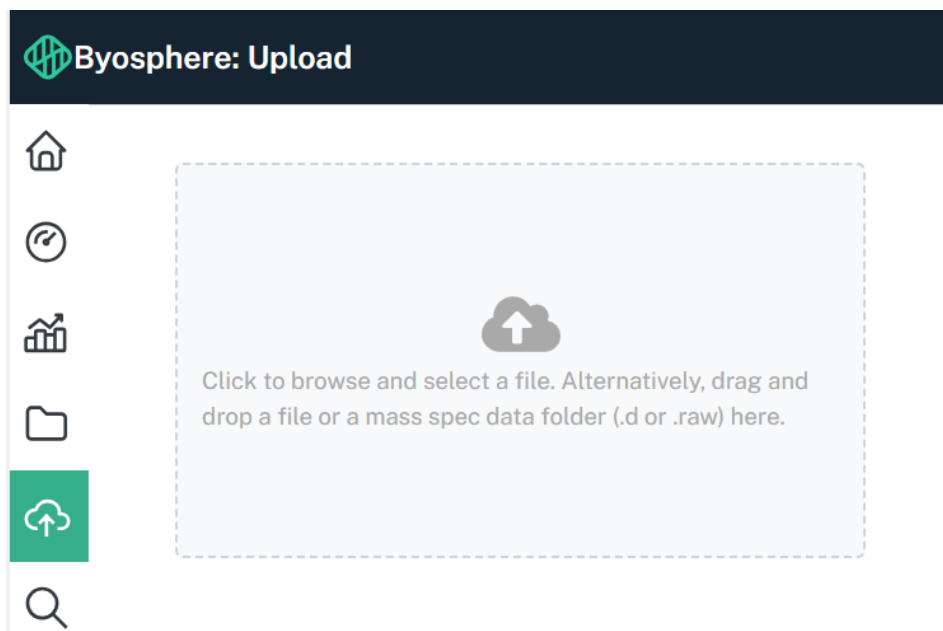 Byosphere: Upload
Click to browse and select a file. Alternatively, drag and
drop a file or a mass spec data folder (.d or .raw) here.